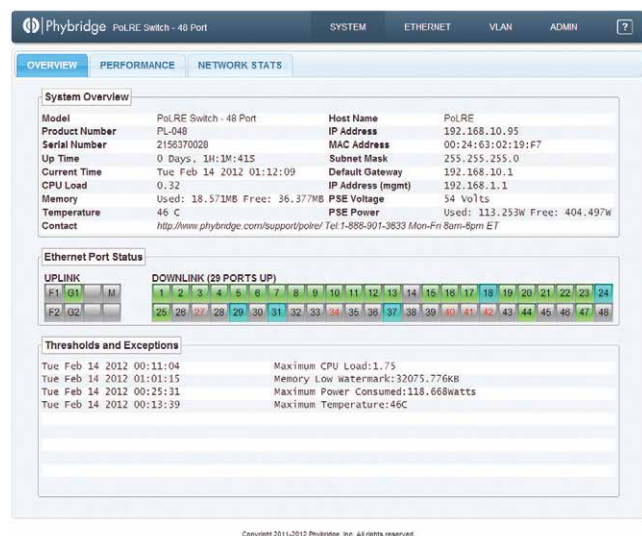 Phybridge PoLRE Switch - 48 Port SYSTEM ETHERNET VLAN ADMIN ?
OVERVIEW PERFORMANCE NETWORK STATS
System Overview
Model PoLRE Switch - 48 Port Host Name PoLRE
Product Number PL-048 IP Address 192.168.10.95
Serial Number 2156370028 MAC Address 00:24:63:02:19:F7
Up Time 0 Days, 1H:1M:41S Subnet Mask 255.255.255.0
Current Time Tue Feb 14 2012 01:12:09 Default Gateway 192.168.10.1
CPU Load 0.32 IP Address (mgmt) 192.168.1.1
Memory Used: 18.571MB Free: 36.377MB PSE Voltage 54 Volts
Temperature 46 C PSE Power Used: 113.253W Free: 404.497W
Contact http://www.phybridge.com/support/polre/ Tel:1-888-901-3633 Mon-Fri 8am-6pm ET
Ethernet Port Status
UPLINK DOWNLINK (29 PORTS UP)
F1 G1 M 1 2 3 4 5 6 7 8 9 10 11 12 13 14 15 16 17 18 19 20 21 22 23 24
F2 G2 25 26 27 28 29 30 31 32 33 34 35 36 37 38 39 40 41 42 43 44 45 46 47 48
Thresholds and Exceptions
Tue Feb 14 2012 00:11:04 Maximum CPU Load:1.75
Tue Feb 14 2012 01:01:15 Memory Low Watermark:32075.776KB
Tue Feb 14 2012 00:25:31 Maximum Power Consumed:118.668Watts
Tue Feb 14 2012 00:13:39 Maximum Temperature:46C
Copyright 2011-2012 Phybridge, Inc. All rights reserved.